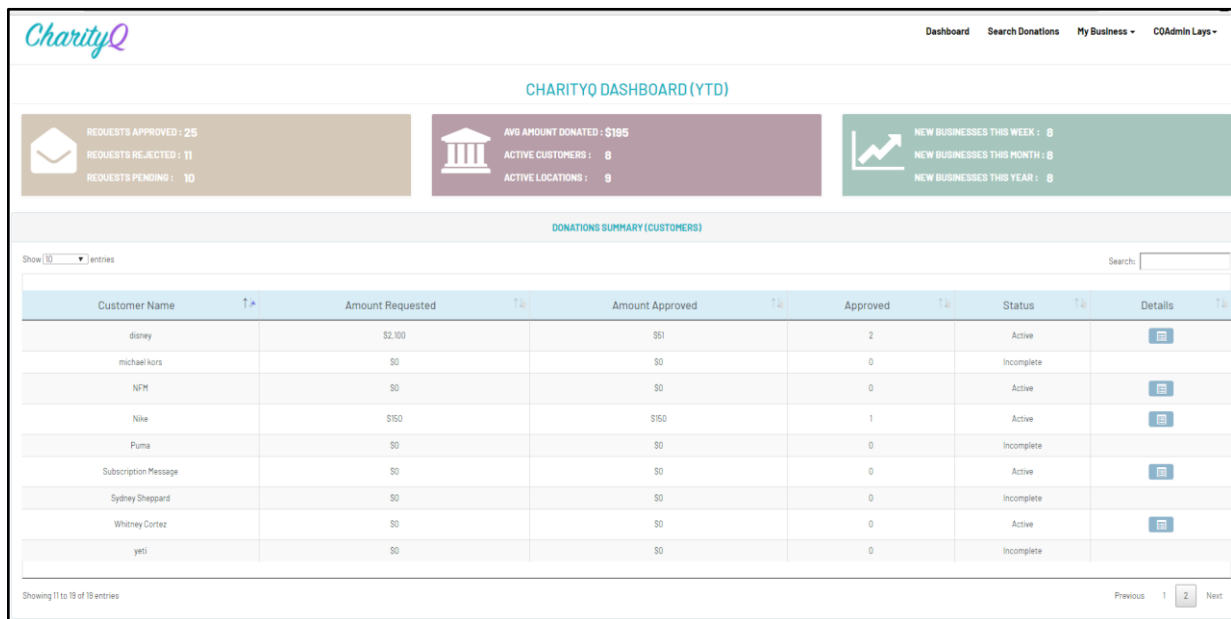 CharityQ
Dashboard Search Donations My Business CQAdmin Lays
CHARITYQ DASHBOARD (YTD)
REQUESTS APPROVED : 25
REQUESTS REJECTED : 11
REQUESTS PENDING : 10
AVG AMOUNT DONATED : $195
ACTIVE CUSTOMERS : 8
ACTIVE LOCATIONS : 9
NEW BUSINESSES THIS WEEK : 8
NEW BUSINESSES THIS MONTH : 8
NEW BUSINESSES THIS YEAR : 8
DONATIONS SUMMARY (CUSTOMERS)
Show 10 entries Search:
Customer Name Amount Requested Amount Approved Approved Status Details
disney $2,100 $51 2 Active
michael kors $0 $0 0 Incomplete
NFM $0 $0 0 Active
Nike $150 $150 1 Active
Puma $0 $0 0 Incomplete
Subscription Message $0 $0 0 Active
Sydney Sheppard $0 $0 0 Incomplete
Whitney Cortez $0 $0 0 Active
yeti $0 $0 0 Incomplete
Showing 11 to 19 of 19 entries Previous 1 2 Next